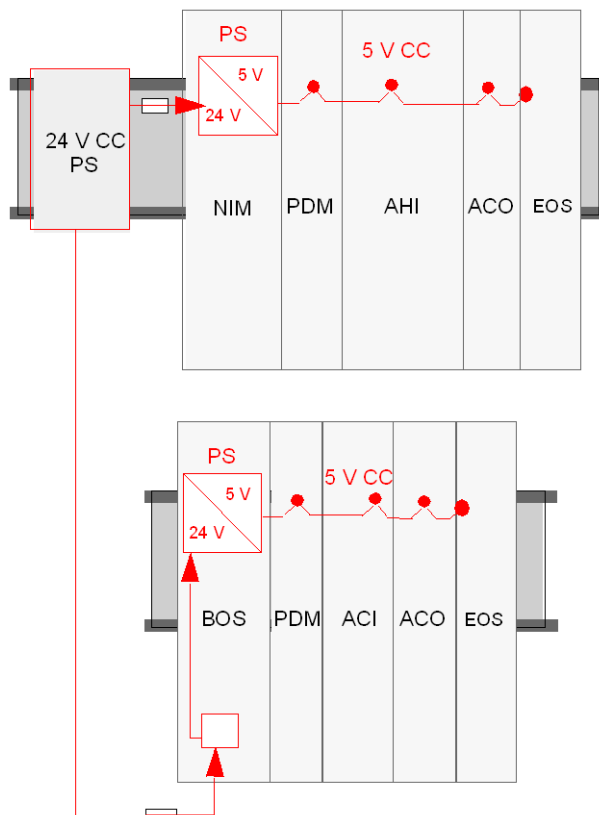 PS
5 V CC
5 V
24 V
24 V CC
PS
NIM
PDM
AHI
ACO
EOS
PS
5 V CC
5 V
24 V
BOS
PDM
ACI
ACO
EOS